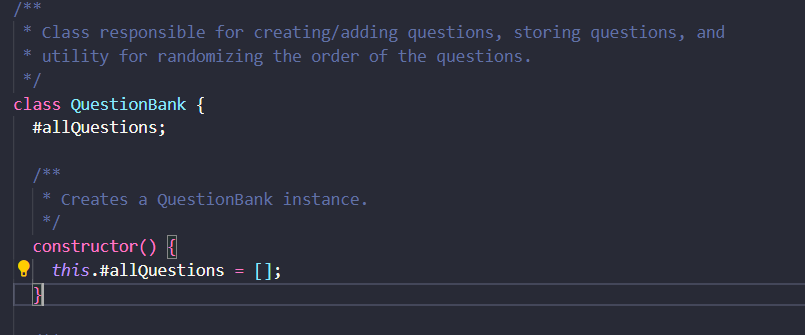 /**
 * Class responsible for creating/adding questions, storing questions, and
 * utility for randomizing the order of the questions.
 */
class QuestionBank {
  #allQuestions;

  /**
   * Creates a QuestionBank instance.
   */
  constructor() {
    this.#allQuestions = [];
  }